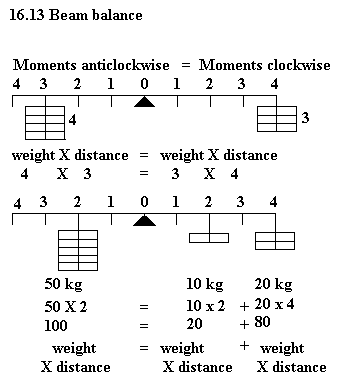 16.13 Beam balance
Moments anticlockwise = Moments clockwise
4 3 2 1 0 1 2 3 4
4 3
weight X distance = weight X distance
4 X 3 = 3 X 4
4 3 2 1 0 1 2 3 4
50 kg 10 kg 20 kg
50 X 2 = 10 x 2 + 20 x 4
100 = 20 + 80
weight = weight + weight
X distance X distance X distance